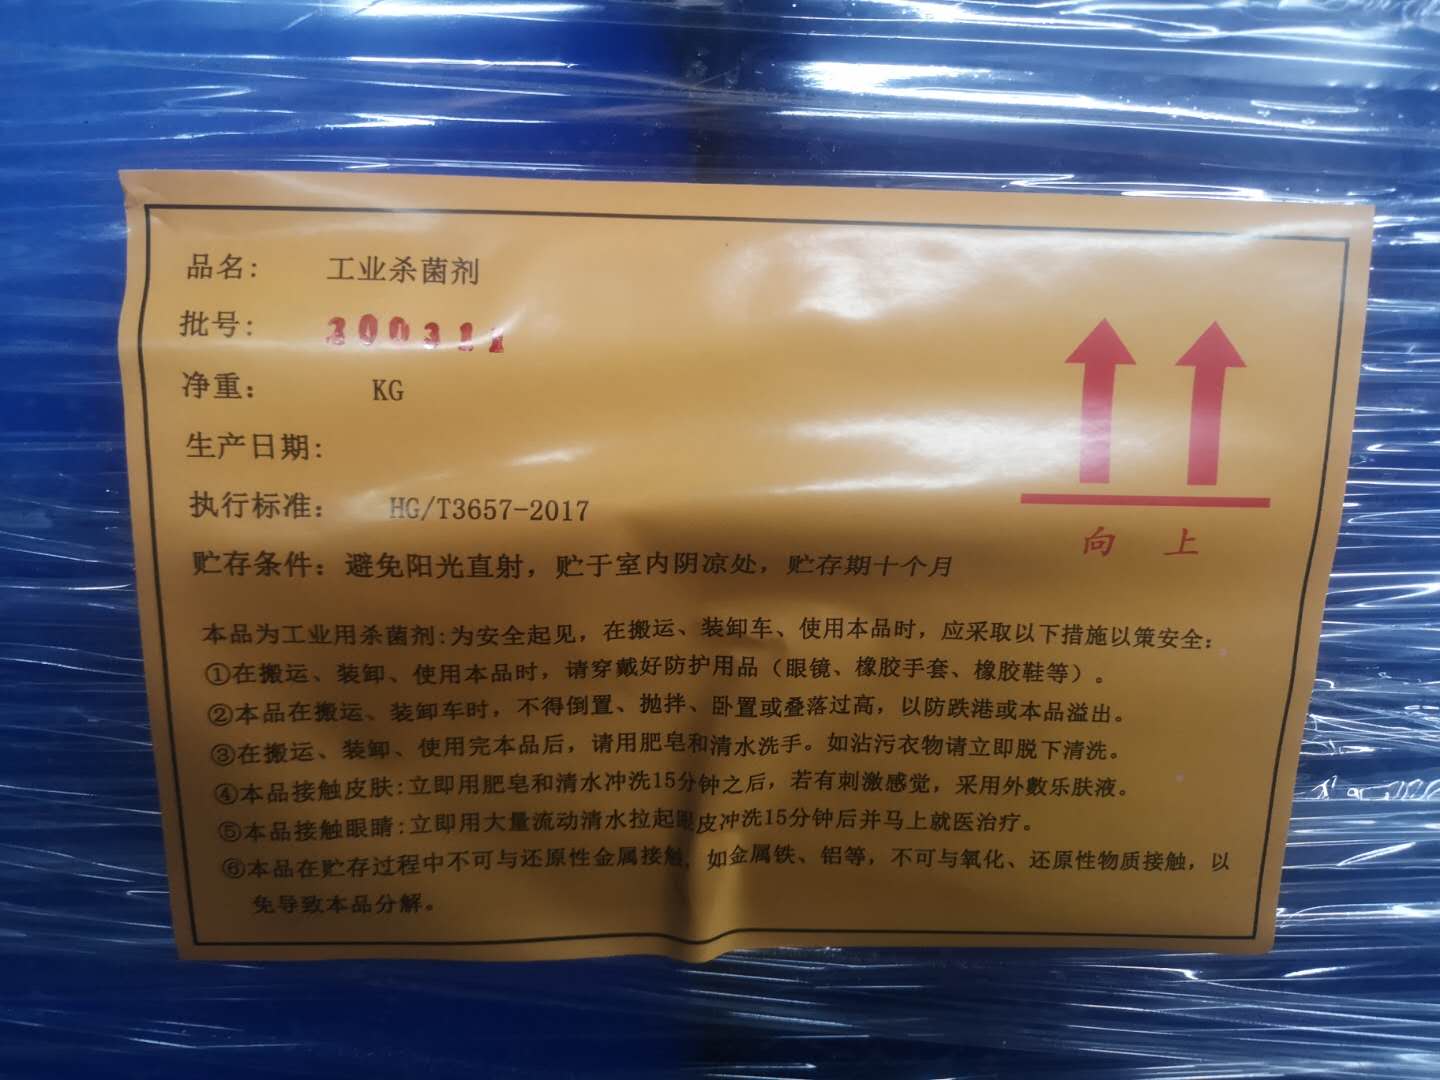 品名: 工业杀菌剂
批号: 200311
净重: KG
生产日期:
执行标准: HG/T3657-2017
贮存条件: 避免阳光直射, 贮于室内阴凉处, 贮存期十个月
向 上
本品为工业用杀菌剂:为安全起见, 在搬运、装卸车、使用本品时, 应采取以下措施以策安全:
①在搬运、装卸、使用本品时, 请穿戴好防护用品(眼镜、橡胶手套、橡胶鞋等)。
②本品在搬运、装卸车时, 不得倒置、抛拌、卧置或叠落过高, 以防跌港或本品溢出。
③在搬运、装卸、使用完本品后, 请用肥皂和清水洗手。如沾污衣物请立即脱下清洗。
④本品接触皮肤:立即用肥皂和清水冲洗15分钟之后, 若有刺激感觉, 采用外敷乐肤液。
⑤本品接触眼睛:立即用大量流动清水拉起眼皮冲洗15分钟后并马上就医治疗。
⑥本品在贮存过程中不可与还原性金属接触, 如金属铁、铝等, 不可与氧化、还原性物质接触, 以
免导致本品分解。